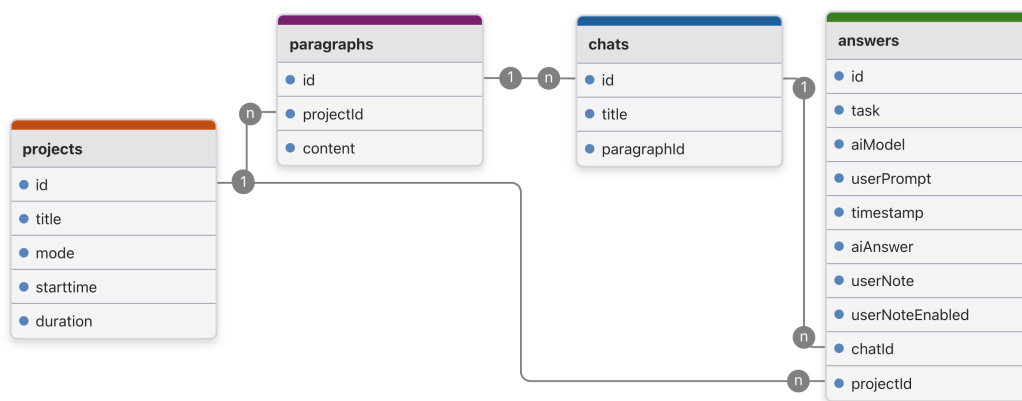 projects
id
title
mode
starttime
duration
paragraphs
id
projectId
content
chats
id
title
paragraphId
answers
id
task
aiModel
userPrompt
timestamp
aiAnswer
userNote
userNoteEnabled
chatId
projectId
n
1
1
n
1
n
n